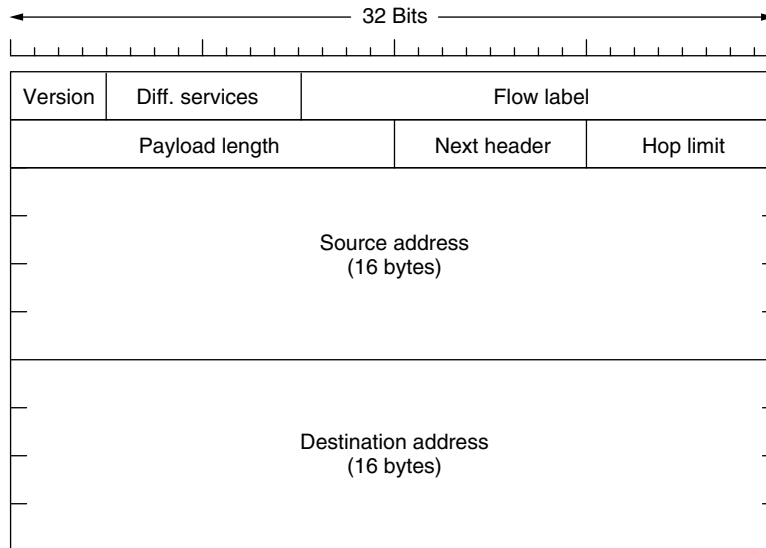 32 Bits
Version Diff. services Flow label
Payload length Next header Hop limit
Source address
(16 bytes)
Destination address
(16 bytes)